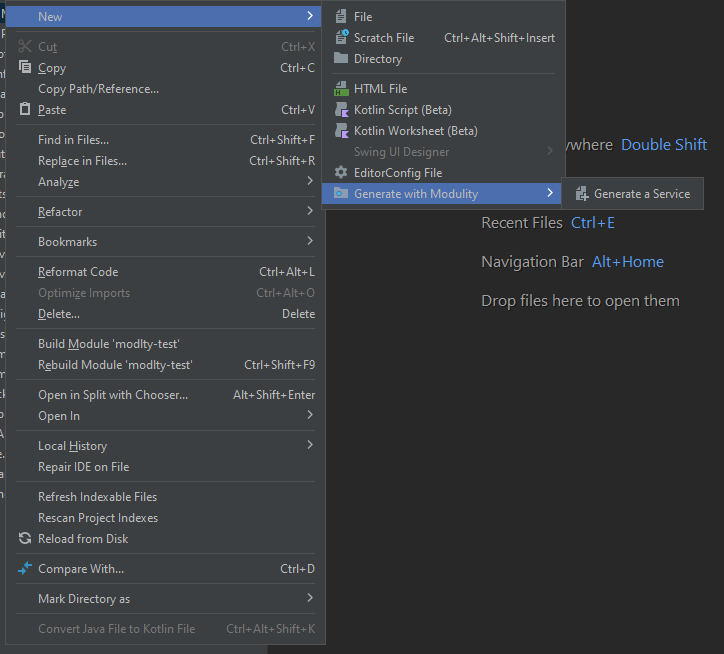 New
Cut Ctrl+X
Copy Ctrl+C
Copy Path/Reference...
Paste Ctrl+V
Find in Files... Ctrl+Shift+F
Replace in Files... Ctrl+Shift+R
Analyze
Refactor
Bookmarks
Reformat Code Ctrl+Alt+L
Optimize Imports Ctrl+Alt+O
Delete... Delete
Build Module 'modlty-test'
Rebuild Module 'modlty-test' Ctrl+Shift+F9
Open in Split with Chooser... Alt+Shift+Enter
Open In
Local History
Repair IDE on File
Refresh Indexable Files
Rescan Project Indexes
Reload from Disk
Compare With... Ctrl+D
Mark Directory as
Convert Java File to Kotlin File Ctrl+Alt+Shift+K
File
Scratch File Ctrl+Alt+Shift+Insert
Directory
HTML File
Kotlin Script (Beta)
Kotlin Worksheet (Beta)
Swing UI Designer
EditorConfig File
Generate with Modulity
Generate a Service
ywhere Double Shift
Recent Files Ctrl+E
Navigation Bar Alt+Home
Drop files here to open them